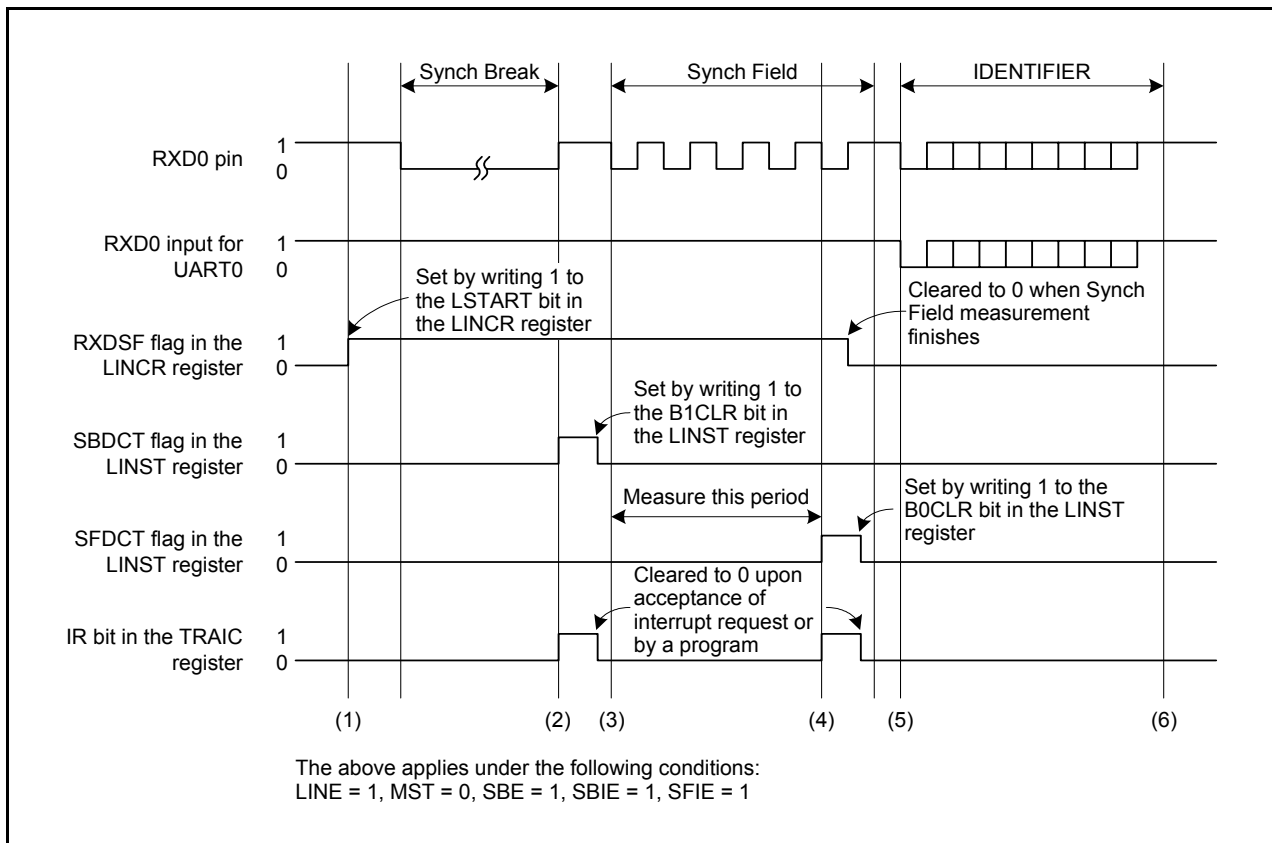 Synch Break
Synch Field
IDENTIFIER
RXD0 pin
1
0
RXD0 input for
UART0
1
0
Set by writing 1 to
the LSTART bit in
the LINCR register
Cleared to 0 when Synch
Field measurement
finishes
RXDSF flag in the
LINCR register
1
0
Set by writing 1 to
the B1CLR bit in
the LINST register
SBDCT flag in the
LINST register
1
0
Measure this period
Set by writing 1 to the
B0CLR bit in the LINST
register
SFDCT flag in the
LINST register
1
0
Cleared to 0 upon
acceptance of
interrupt request or
by a program
IR bit in the TRAIC
register
1
0
(1)
(2)
(3)
(4)
(5)
(6)
The above applies under the following conditions:
LINE = 1, MST = 0, SBE = 1, SBIE = 1, SFIE = 1